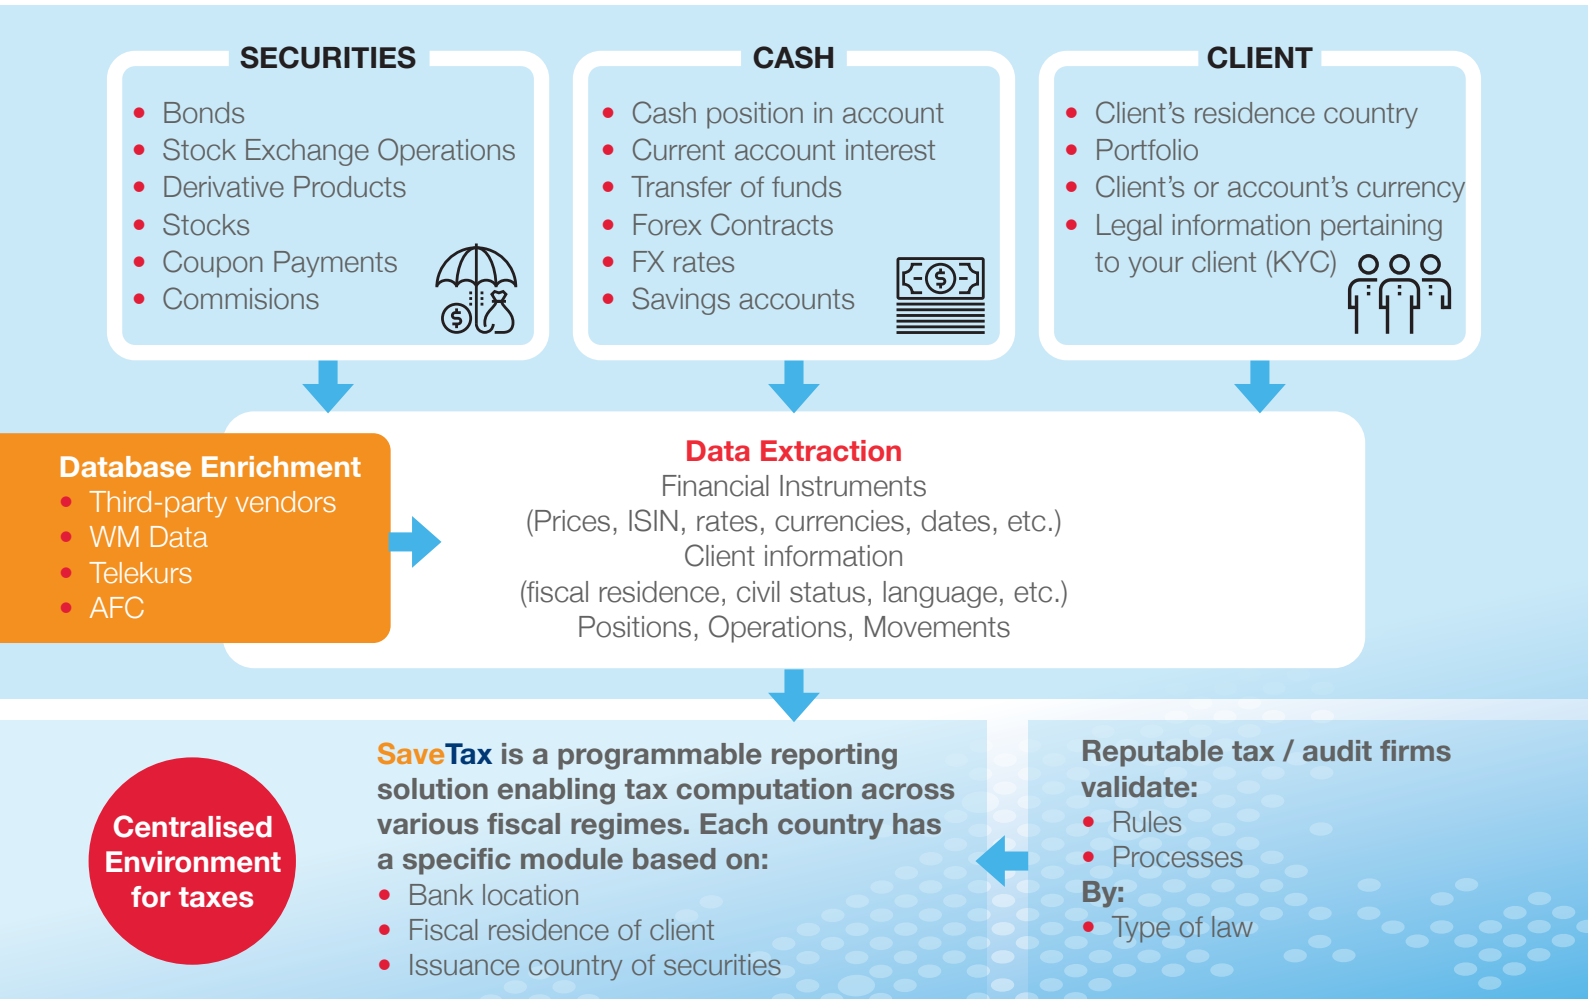 SECURITIES
• Bonds
• Stock Exchange Operations
• Derivative Products
• Stocks
• Coupon Payments
• Commisions
CASH
• Cash position in account
• Current account interest
• Transfer of funds
• Forex Contracts
• FX rates
• Savings accounts
CLIENT
• Client's residence country
• Portfolio
• Client's or account's currency
• Legal information pertaining
to your client (KYC)
Database Enrichment
• Third-party vendors
• WM Data
• Telekurs
• AFC
Data Extraction
Financial Instruments
(Prices, ISIN, rates, currencies, dates, etc.)
Client information
(fiscal residence, civil status, language, etc.)
Positions, Operations, Movements
Centralised
Environment
for taxes
SaveTax is a programmable reporting
solution enabling tax computation across
various fiscal regimes. Each country has
a specific module based on:
• Bank location
• Fiscal residence of client
• Issuance country of securities
Reputable tax / audit firms
validate:
• Rules
• Processes
By:
• Type of law